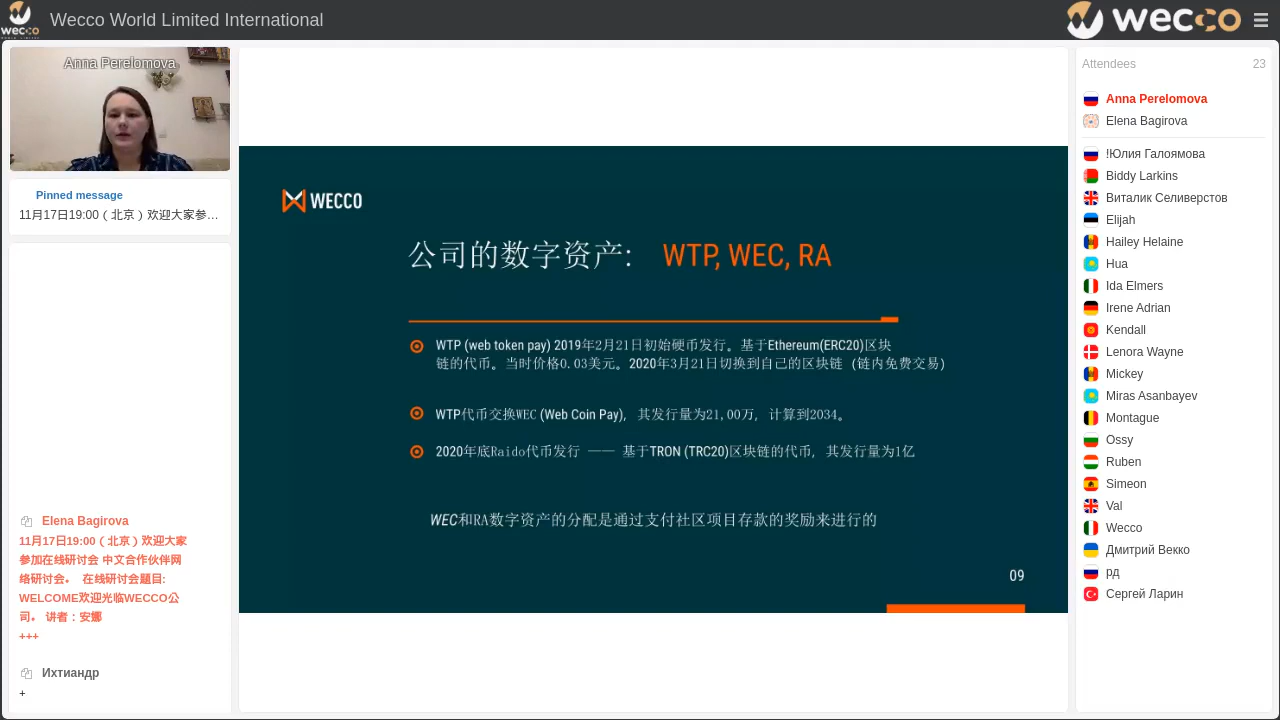 wecco
Wecco World Limited International
wecco
Anna Perelomova
Pinned message
11月17日19:00 ( 北京 ) 欢迎大家参…
Elena Bagirova
11月17日19:00 ( 北京 ) 欢迎大家
参加在线研讨会 中文合作伙伴网
络研讨会。 在线研讨会题目:
WELCOME欢迎光临WECCO公
司。 讲者：安娜
+++
Ихтиандр
+
WECCO
公司的数字资产: WTP, WEC, RA
WTP (web token pay) 2019年2月21日初始硬币发行。基于Ethereum(ERC20)区块
链的代币。当时价格0.03美元。2020年3月21日切换到自己的区块链 (链内免费交易)
WTP代币交换WEC (Web Coin Pay), 其发行量为21,00万, 计算到2034。
2020年底Raido代币发行 —— 基于TRON (TRC20)区块链的代币, 其发行量为1亿
WEC和RA数字资产的分配是通过支付社区项目存款的奖励来进行的
09
Attendees 23
Anna Perelomova
Elena Bagirova
!Юлия Галоямова
Biddy Larkins
Виталик Селиверстов
Elijah
Hailey Helaine
Hua
Ida Elmers
Irene Adrian
Kendall
Lenora Wayne
Mickey
Miras Asanbayev
Montague
Ossy
Ruben
Simeon
Val
Wecco
Дмитрий Векко
рд
Сергей Ларин